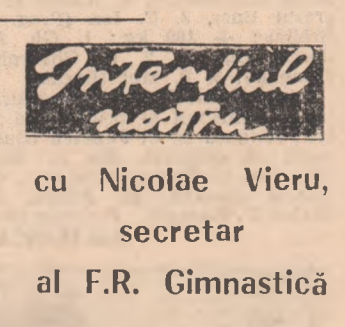 Interviul
nostru
cu Nicolae Vieru,
secretar
al F.R. Gimnastică